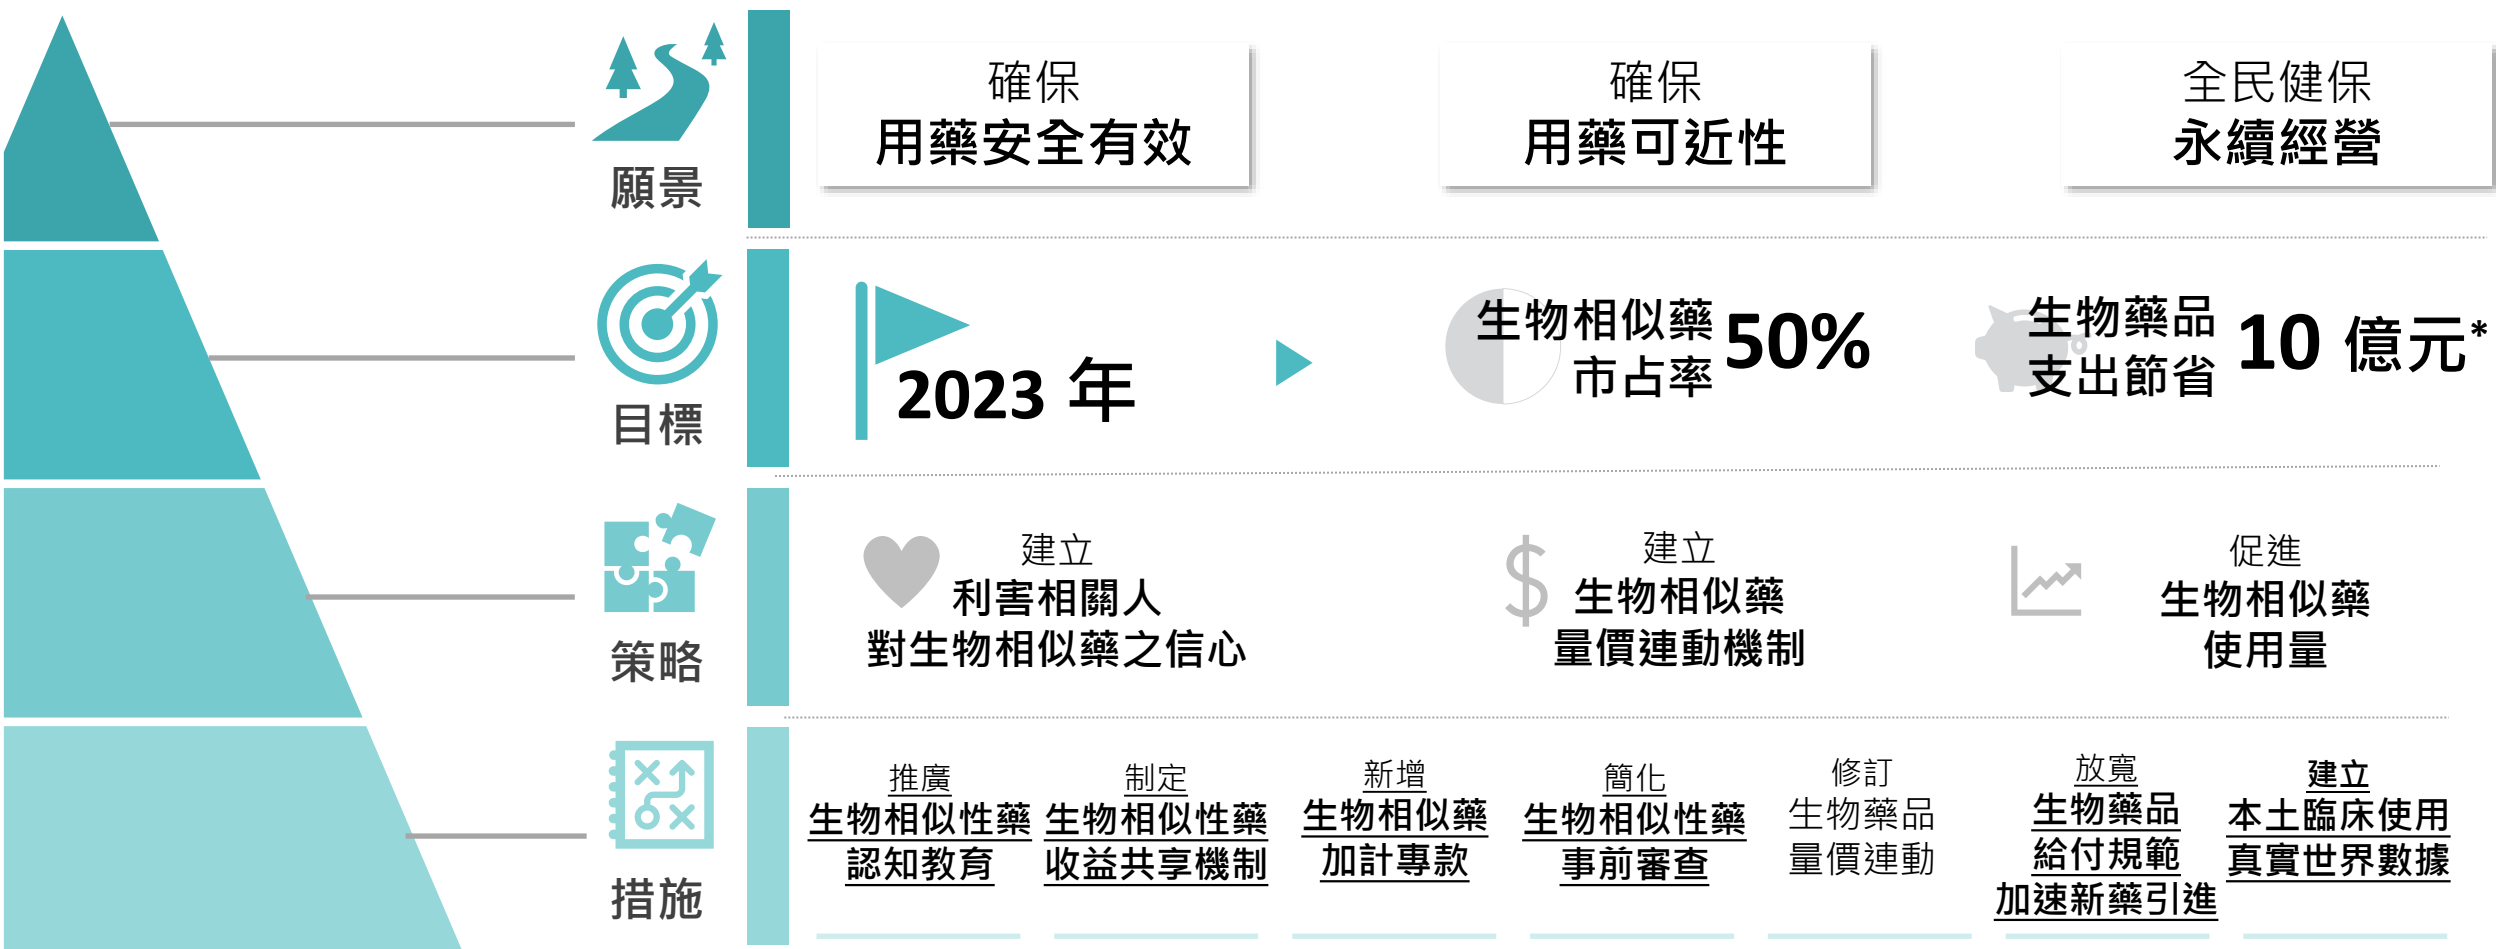 願景
確保
用藥安全有效
確保
用藥可近性
全民健保
永續經營
目標
2023 年
生物相似藥
市占率
50%
生物藥品
支出節省
10 億元*
策略
建立
利害相關人
對生物相似藥之信心
建立
生物相似藥
量價連動機制
促進
生物相似藥
使用量
措施
推廣
生物相似性藥
認知教育
制定
生物相似性藥
收益共享機制
新增
生物相似藥
加計專款
簡化
生物相似性藥
事前審查
修訂
生物藥品
量價連動
放寬
生物藥品
給付規範
加速新藥引進
建立
本土臨床使用
真實世界數據